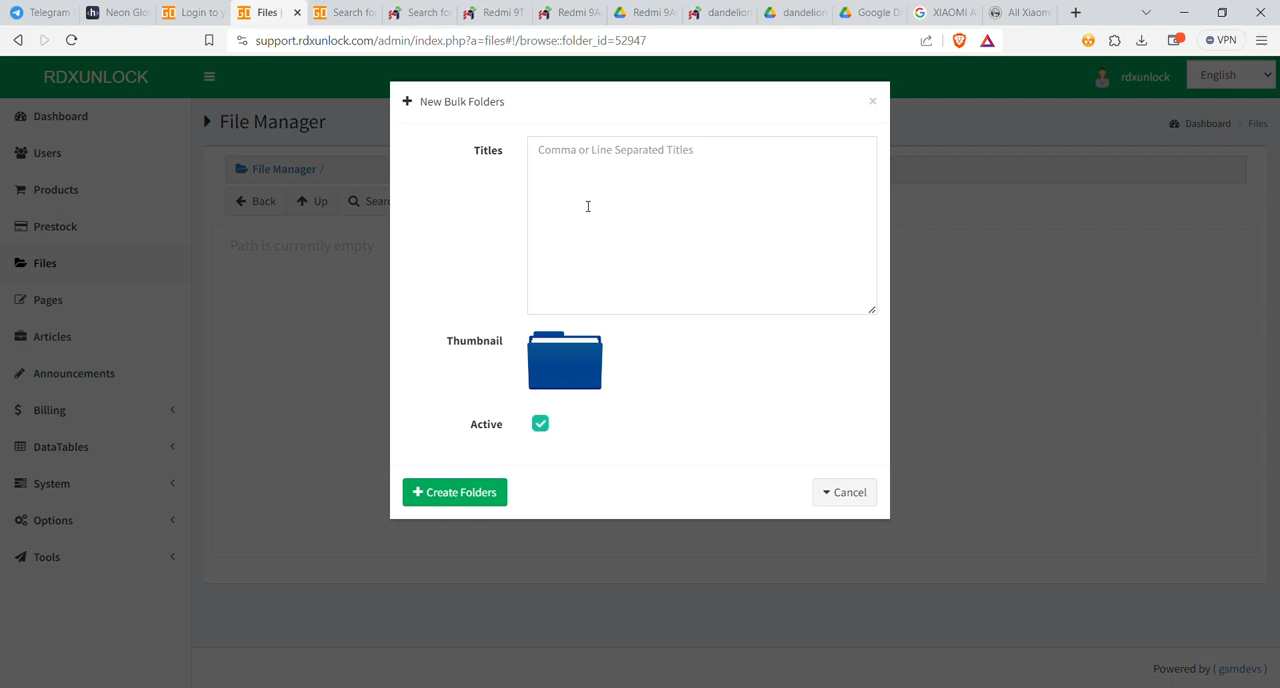 Telegram
Neon Glo
Login to y
Files |
Search for
Search fo
Redmi 9T
Redmi 9A
Redmi 9A
dandelion
dandelion
Google D
XIAOMI A
All Xiaom
support.rdxunlock.com/admin/index.php?a=files#!/browse::folder_id=52947
VPN
RDXUNLOCK
rdxunlock
English
Dashboard
Users
Products
Prestock
Files
Pages
Articles
Announcements
Billing
DataTables
System
Options
Tools
File Manager
Dashboard
Files
File Manager /
Back
Up
Searc
Path is currently empty
New Bulk Folders
×
Titles
Comma or Line Separated Titles
Thumbnail
Active
Create Folders
Cancel
Powered by ( gsmdevs )